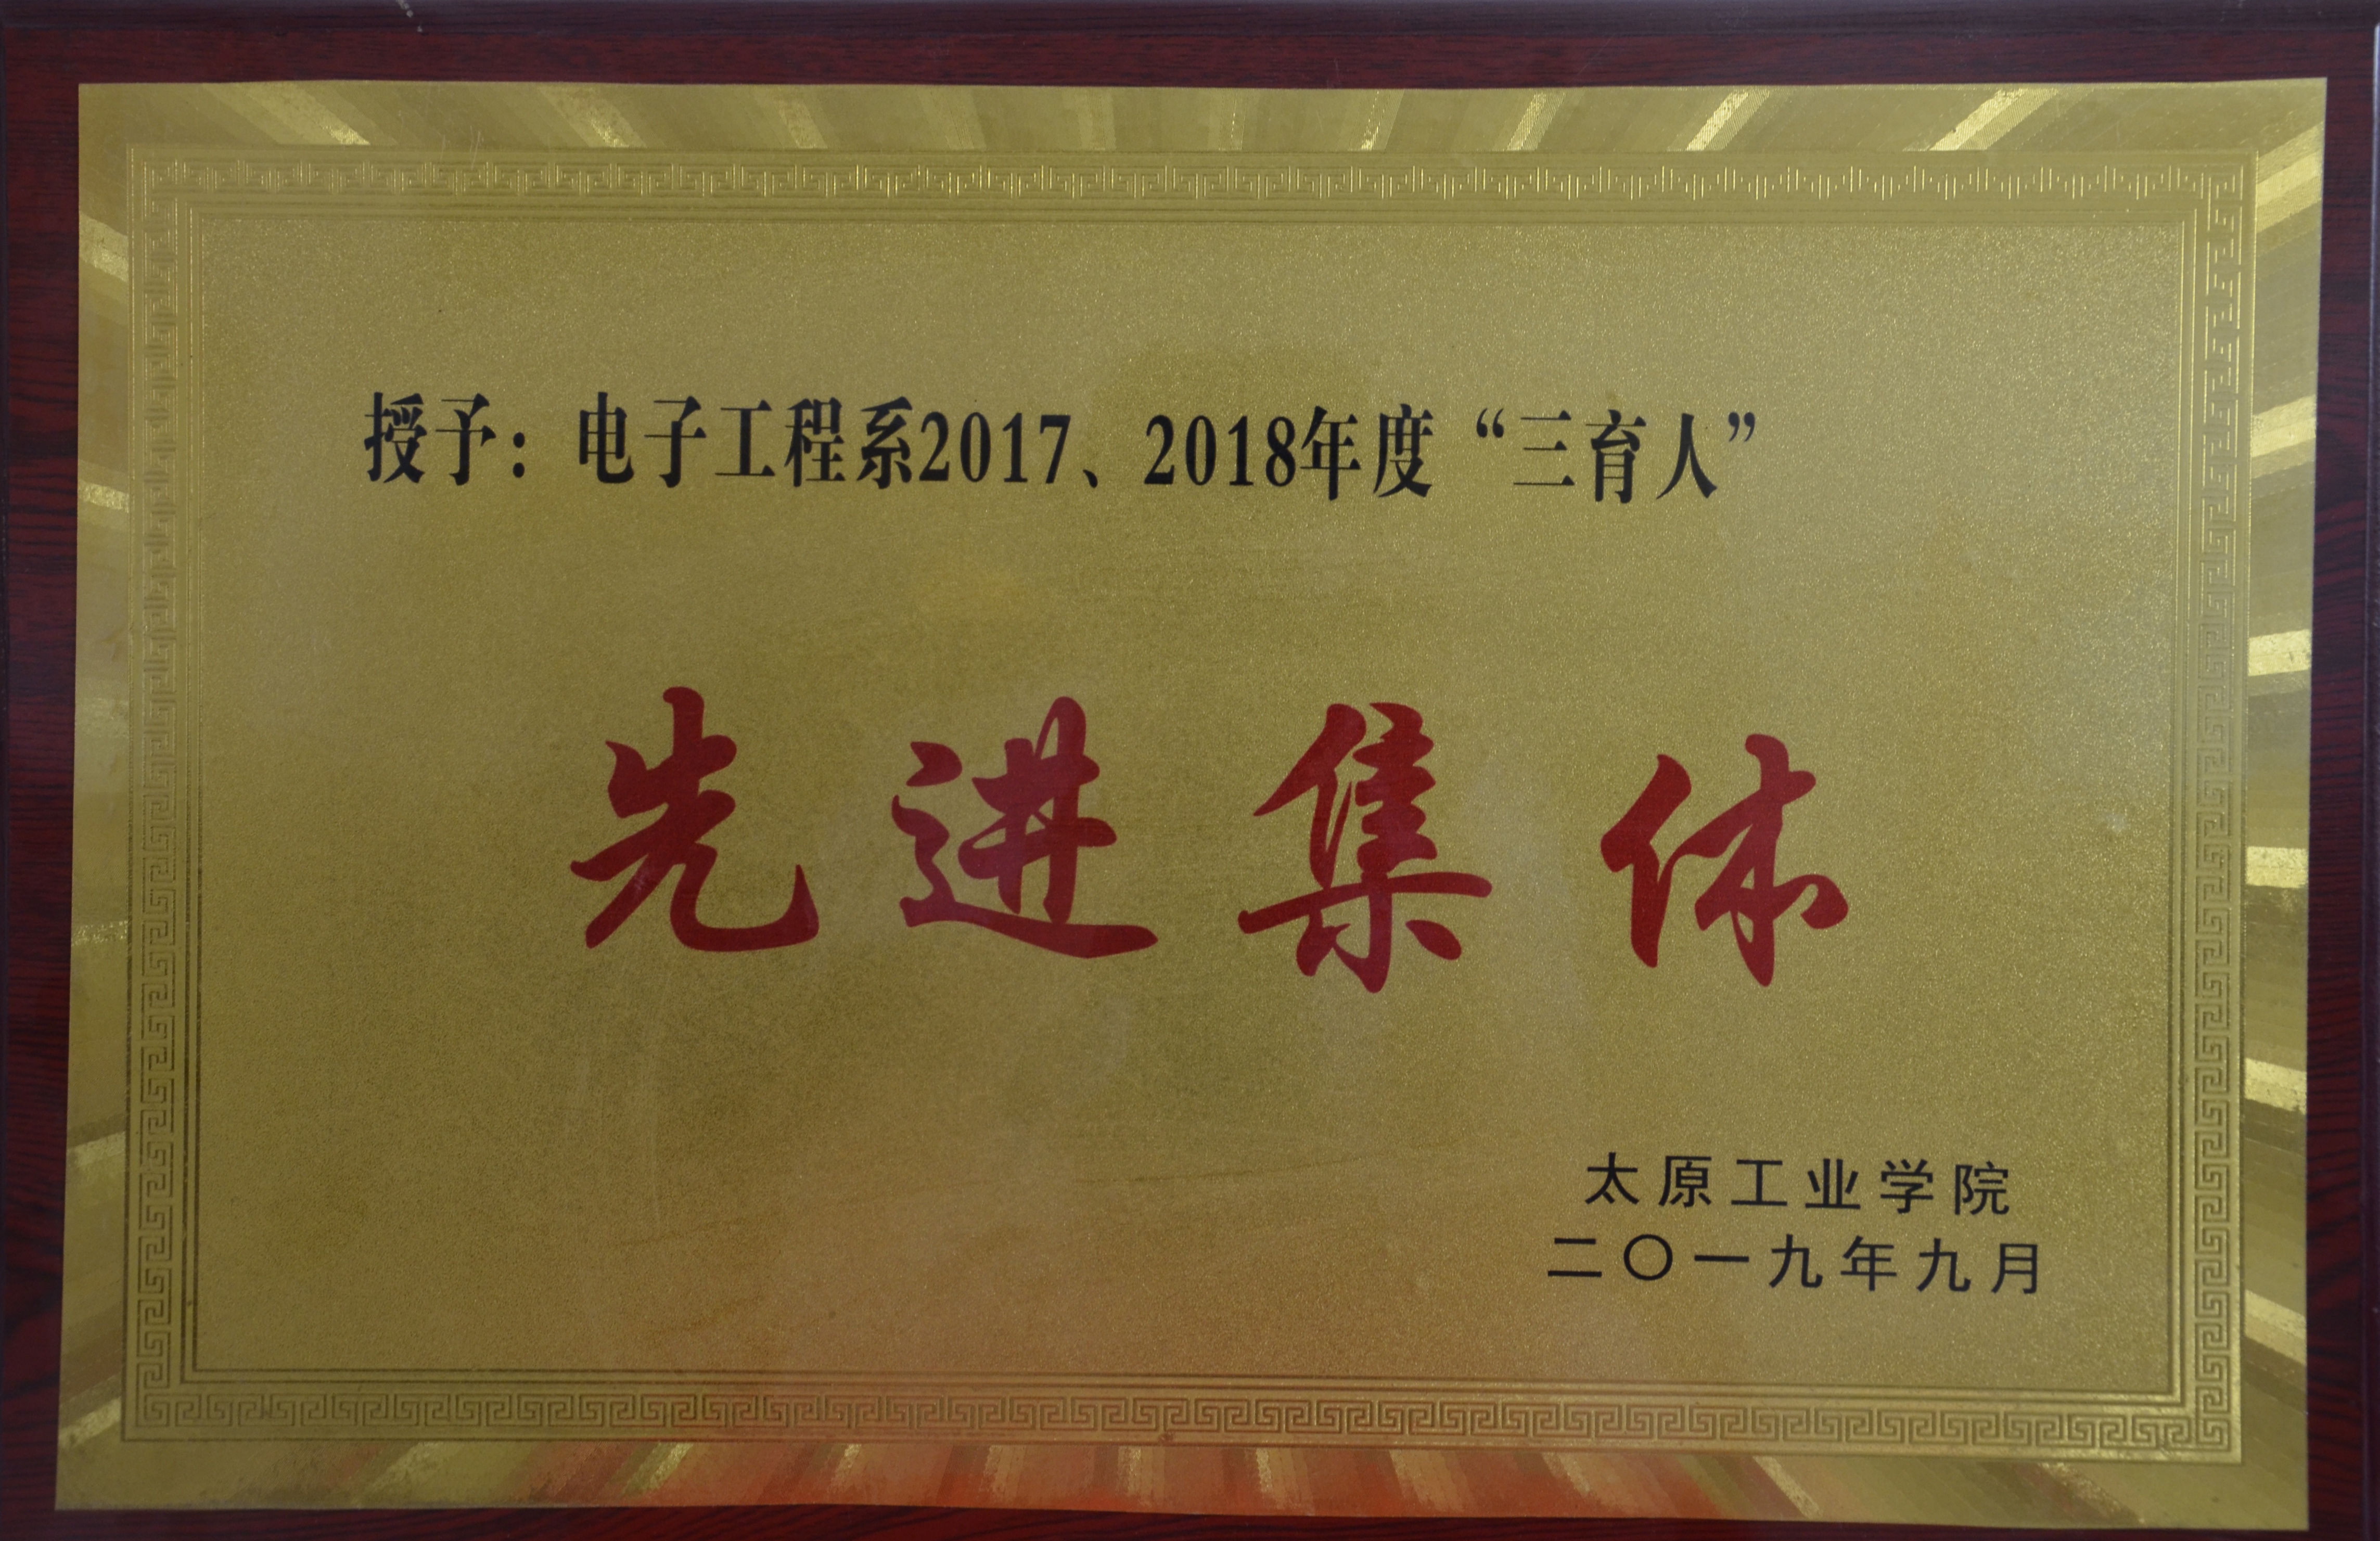 授予：电子工程系2017、2018年度“三育人”
先进集体
太原工业学院
二〇一九年九月